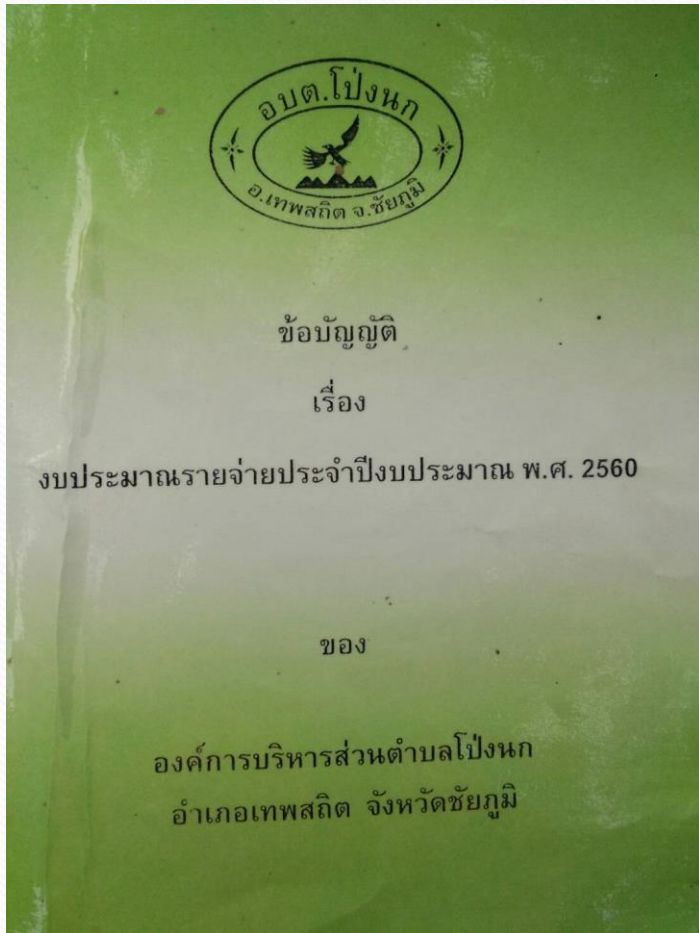 อบต.โป่งนก
อ.เทพสถิต จ.ชัยภูมิ
ข้อบัญญัติ
เรื่อง
งบประมาณรายจ่ายประจำปีงบประมาณ พ.ศ. 2560
ของ
องค์การบริหารส่วนตำบลโป่งนก
อำเภอเทพสถิต จังหวัดชัยภูมิ